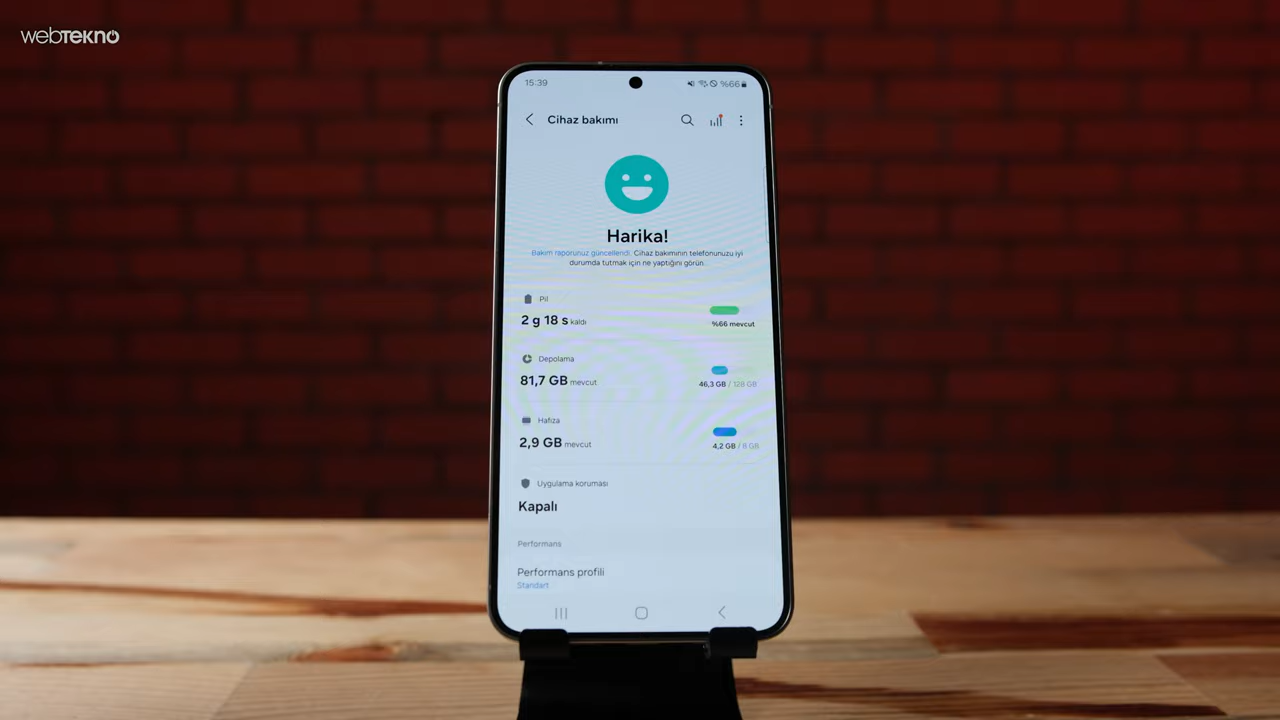 webTEKNO
15:39
%66
Cihaz bakımı
Harika!
Bakım raporunuz güncellendi. Cihaz bakımının telefonunuzu iyi
durumda tutmak için ne yaptığını görün.
Pil
2 g 18 s kaldı
%66 mevcut
Depolama
81,7 GB mevcut
46,3 GB / 128 GB
Hafıza
2,9 GB mevcut
4,2 GB / 8 GB
Uygulama koruması
Kapalı
Performans
Performans profili
Standart